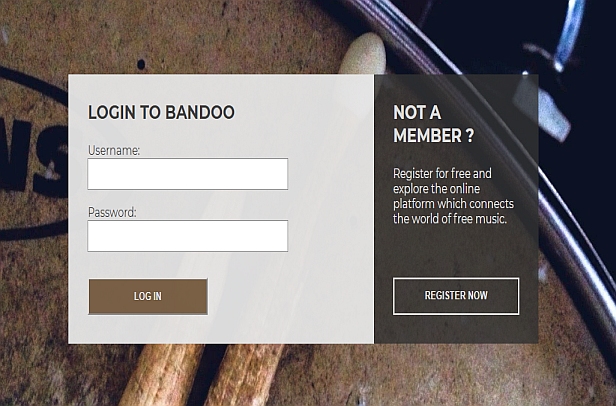 LOGIN TO BANDOO
Username:
Password:
LOG IN
NOT A
MEMBER ?
Register for free and
explore the online
platform which connects
the world of free music.
REGISTER NOW